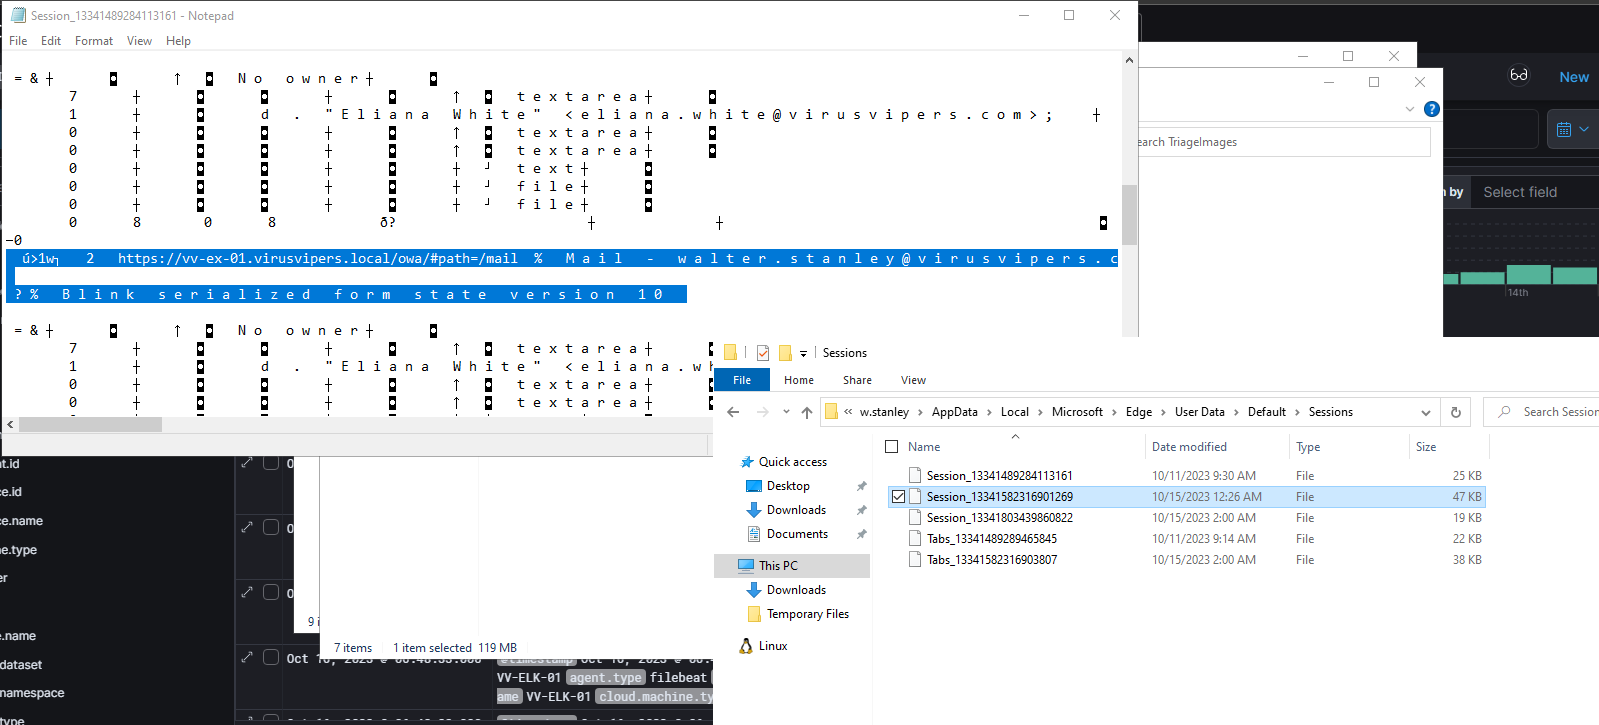 Session_13341489284113161 - Notepad
File Edit Format View Help
= & ┼ ◘ ↑ ◘ N o   o w n e r ┼ ◘
7 ┼ ◘ ◘ ┼ ◘ ↑ ◘ t e x t a r e a ┼ ◘
1 ┼ ◘ d . " E l i a n a   W h i t e "   < e l i a n a . w h i t e @ v i r u s v i p e r s . c o m > ; ┼
0 ┼ ◘ ◘ ┼ ◘ ↑ ◘ t e x t a r e a ┼ ◘
0 ┼ ◘ ◘ ┼ ◘ ↑ ◘ t e x t a r e a ┼ ◘
0 ┼ ◘ ◘ ┼ ◘ ┼ ┘ t e x t ┼ ◘
0 ┼ ◘ ◘ ┼ ◘ ┼ ┘ f i l e ┼ ◘
0 ┼ ◘ ◘ ┼ ◘ ┼ ┘ f i l e ┼ ◘
0 8 0 8 ð? ┼ ┼ ◘
–0
ú>1w┐ 2 https://vv-ex-01.virusvipers.local/owa/#path=/mail % M a i l   -   w a l t e r . s t a n l e y @ v i r u s v i p e r s . c
? % B l i n k   s e r i a l i z e d   f o r m   s t a t e   v e r s i o n   1 0
= & ┼ ◘ ↑ ◘ N o   o w n e r ┼ ◘
7 ┼ ◘ ◘ ┼ ◘ ↑ ◘ t e x t a r e a ┼
1 ┼ ◘ d . " E l i a n a   W h i t e "   < e l i a n a . w h
0 ┼ ◘ ◘ ┼ ◘ ↑ ◘ t e x t a r e a ┼
0 ┼ ◘ ◘ ┼ ◘ ↑ ◘ t e x t a r e a ┼
New
earch TriageImages
n by Select field
14th
Sessions
File Home Share View
« w.stanley > AppData > Local > Microsoft > Edge > User Data > Default > Sessions
Search Session
Name Date modified Type Size
Session_13341489284113161 10/11/2023 9:30 AM File 25 KB
Session_13341582316901269 10/15/2023 12:26 AM File 47 KB
Session_13341803439860822 10/15/2023 2:00 AM File 19 KB
Tabs_13341489289465845 10/11/2023 9:14 AM File 22 KB
Tabs_13341582316903807 10/15/2023 2:00 AM File 38 KB
Quick access
Desktop
Downloads
Documents
This PC
Downloads
Temporary Files
Linux
nt.id
ce.id
ce.name
ne.type
er
e.name
dataset
namespace
type
9 i
7 items 1 item selected 119 MB
VV-ELK-01 agent.type filebeat
ame VV-ELK-01 cloud.machine.ty